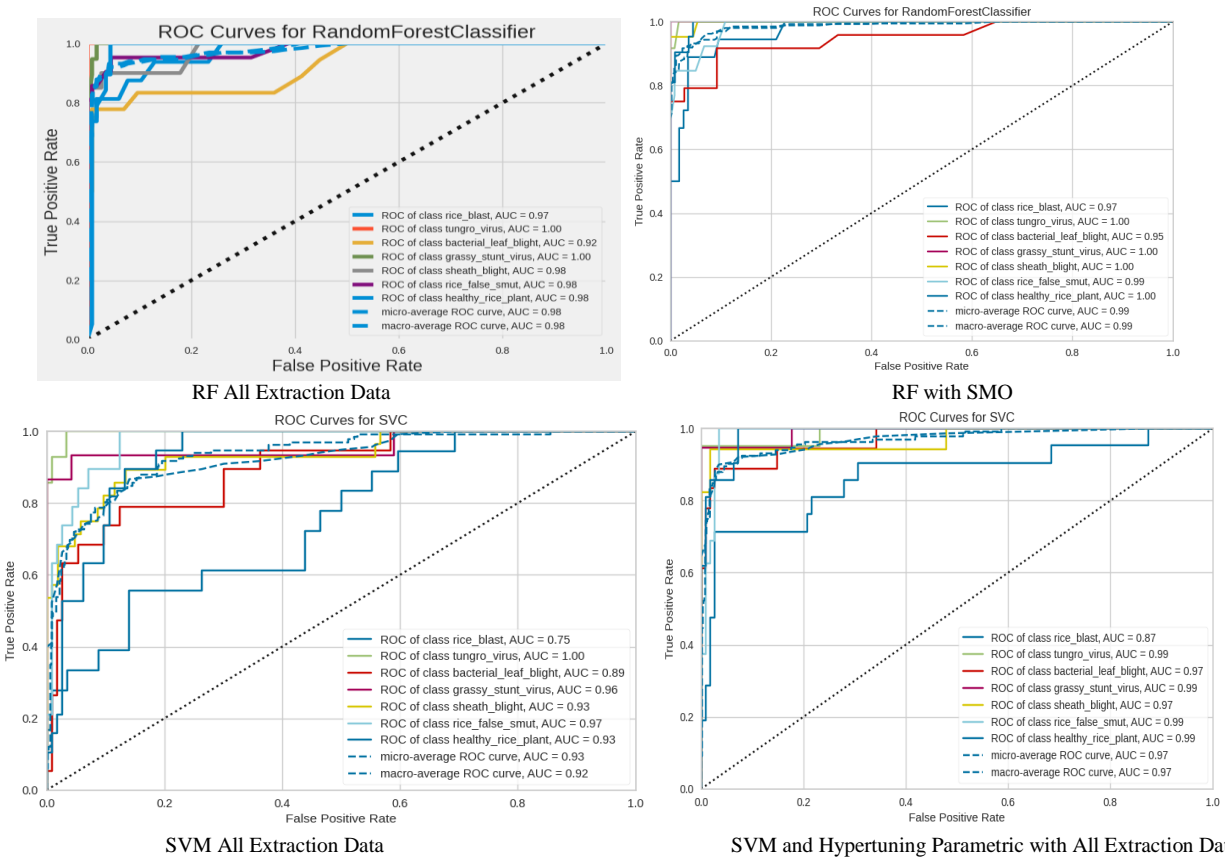 ROC Curves for RandomForestClassifier
1.0
0.8
0.6
0.4
0.2
0.0
True Positive Rate
ROC of class rice_blast, AUC = 0.97
ROC of class tungro_virus, AUC = 1.00
ROC of class bacterial_leaf_blight, AUC = 0.92
ROC of class grassy_stunt_virus, AUC = 1.00
ROC of class sheath_blight, AUC = 0.98
ROC of class rice_false_smut, AUC = 0.98
ROC of class healthy_rice_plant, AUC = 0.98
micro-average ROC curve, AUC = 0.98
macro-average ROC curve, AUC = 0.98
0.0 0.2 0.4 0.6 0.8 1.0
False Positive Rate
RF All Extraction Data
ROC Curves for RandomForestClassifier
1.0
0.8
0.6
0.4
0.2
0.0
True Positive Rate
ROC of class rice_blast, AUC = 0.97
ROC of class tungro_virus, AUC = 1.00
ROC of class bacterial_leaf_blight, AUC = 0.95
ROC of class grassy_stunt_virus, AUC = 1.00
ROC of class sheath_blight, AUC = 1.00
ROC of class rice_false_smut, AUC = 0.99
ROC of class healthy_rice_plant, AUC = 1.00
micro-average ROC curve, AUC = 0.99
macro-average ROC curve, AUC = 0.99
0.0 0.2 0.4 0.6 0.8 1.0
False Positive Rate
RF with SMO
ROC Curves for SVC
1.0
0.8
0.6
0.4
0.2
0.0
True Positive Rate
ROC of class rice_blast, AUC = 0.75
ROC of class tungro_virus, AUC = 1.00
ROC of class bacterial_leaf_blight, AUC = 0.89
ROC of class grassy_stunt_virus, AUC = 0.96
ROC of class sheath_blight, AUC = 0.93
ROC of class rice_false_smut, AUC = 0.97
ROC of class healthy_rice_plant, AUC = 0.93
micro-average ROC curve, AUC = 0.93
macro-average ROC curve, AUC = 0.92
0.0 0.2 0.4 0.6 0.8 1.0
False Positive Rate
SVM All Extraction Data
ROC Curves for SVC
1.0
0.8
0.6
0.4
0.2
0.0
True Positive Rate
ROC of class rice_blast, AUC = 0.87
ROC of class tungro_virus, AUC = 0.99
ROC of class bacterial_leaf_blight, AUC = 0.97
ROC of class grassy_stunt_virus, AUC = 0.99
ROC of class sheath_blight, AUC = 0.97
ROC of class rice_false_smut, AUC = 0.99
ROC of class healthy_rice_plant, AUC = 0.99
micro-average ROC curve, AUC = 0.97
macro-average ROC curve, AUC = 0.97
0.0 0.2 0.4 0.6 0.8 1.0
False Positive Rate
SVM and Hypertuning Parametric with All Extraction Da